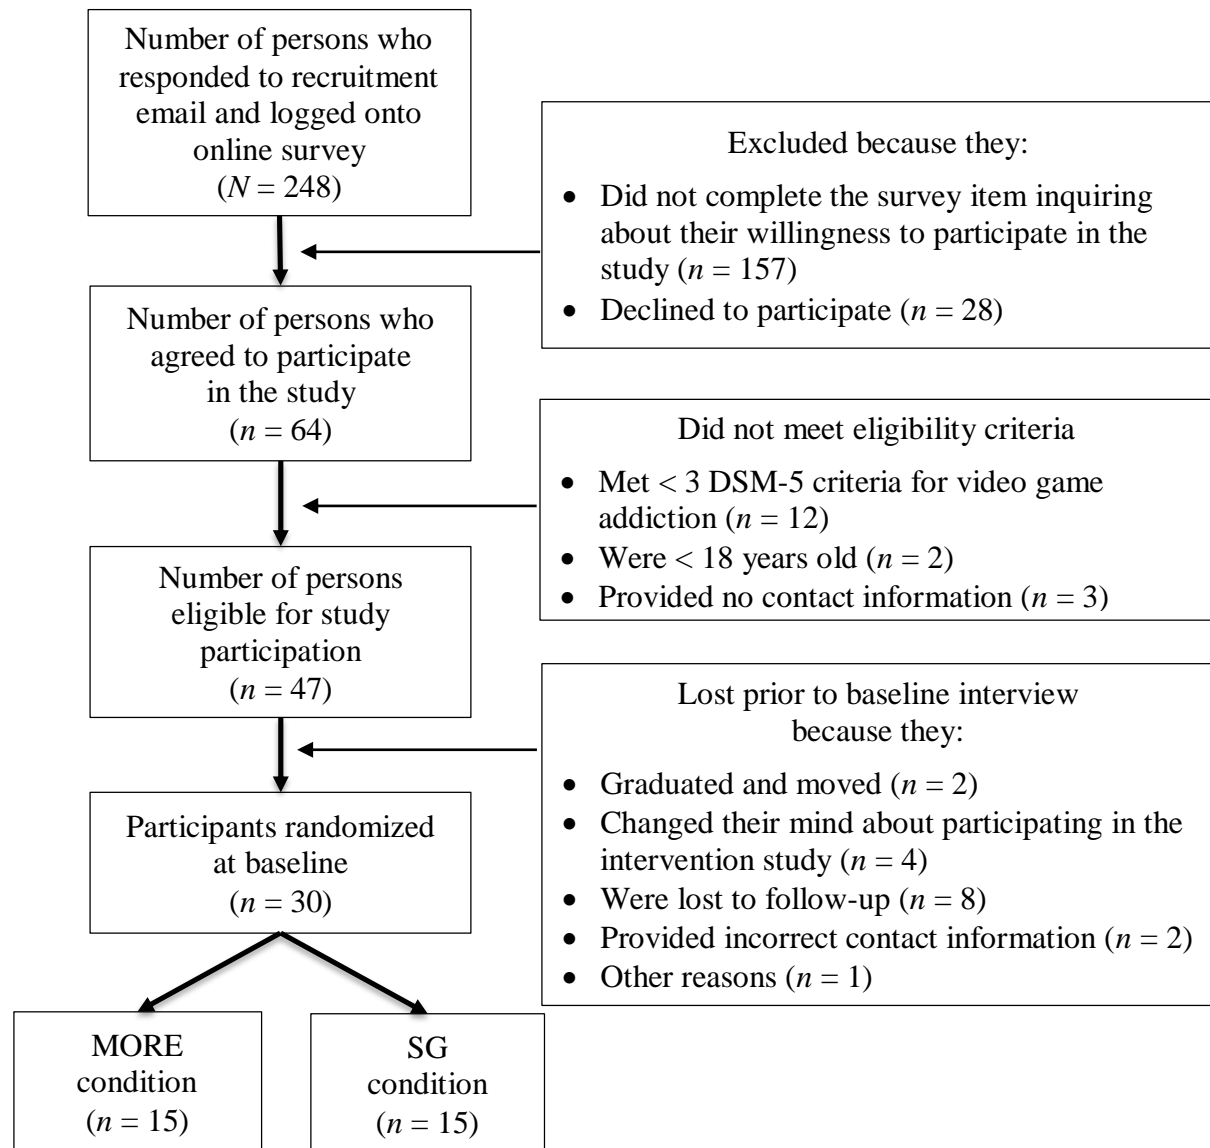 Number of persons who
responded to recruitment
email and logged onto
online survey
(N = 248)
Excluded because they:
• Did not complete the survey item inquiring
about their willingness to participate in the
study (n = 157)
• Declined to participate (n = 28)
Number of persons who
agreed to participate
in the study
(n = 64)
Did not meet eligibility criteria
• Met < 3 DSM-5 criteria for video game
addiction (n = 12)
• Were < 18 years old (n = 2)
• Provided no contact information (n = 3)
Number of persons
eligible for study
participation
(n = 47)
Lost prior to baseline interview
because they:
• Graduated and moved (n = 2)
• Changed their mind about participating in the
intervention study (n = 4)
• Were lost to follow-up (n = 8)
• Provided incorrect contact information (n = 2)
• Other reasons (n = 1)
Participants randomized
at baseline
(n = 30)
MORE
condition
(n = 15)
SG
condition
(n = 15)